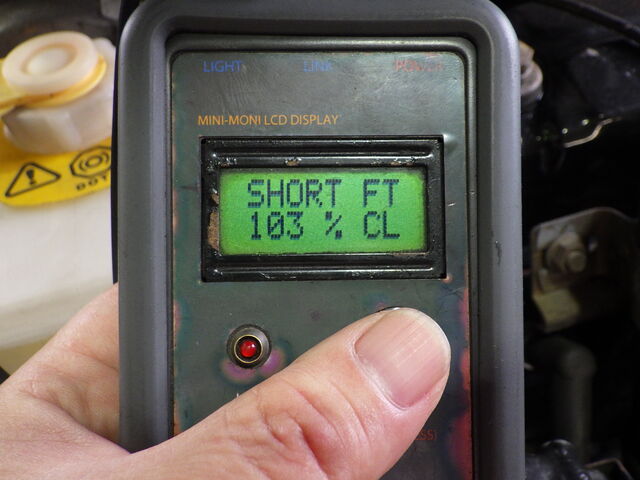 LIGHT LINK POWER
MINI-MONI LCD DISPLAY
SHORT FT
103 % CL